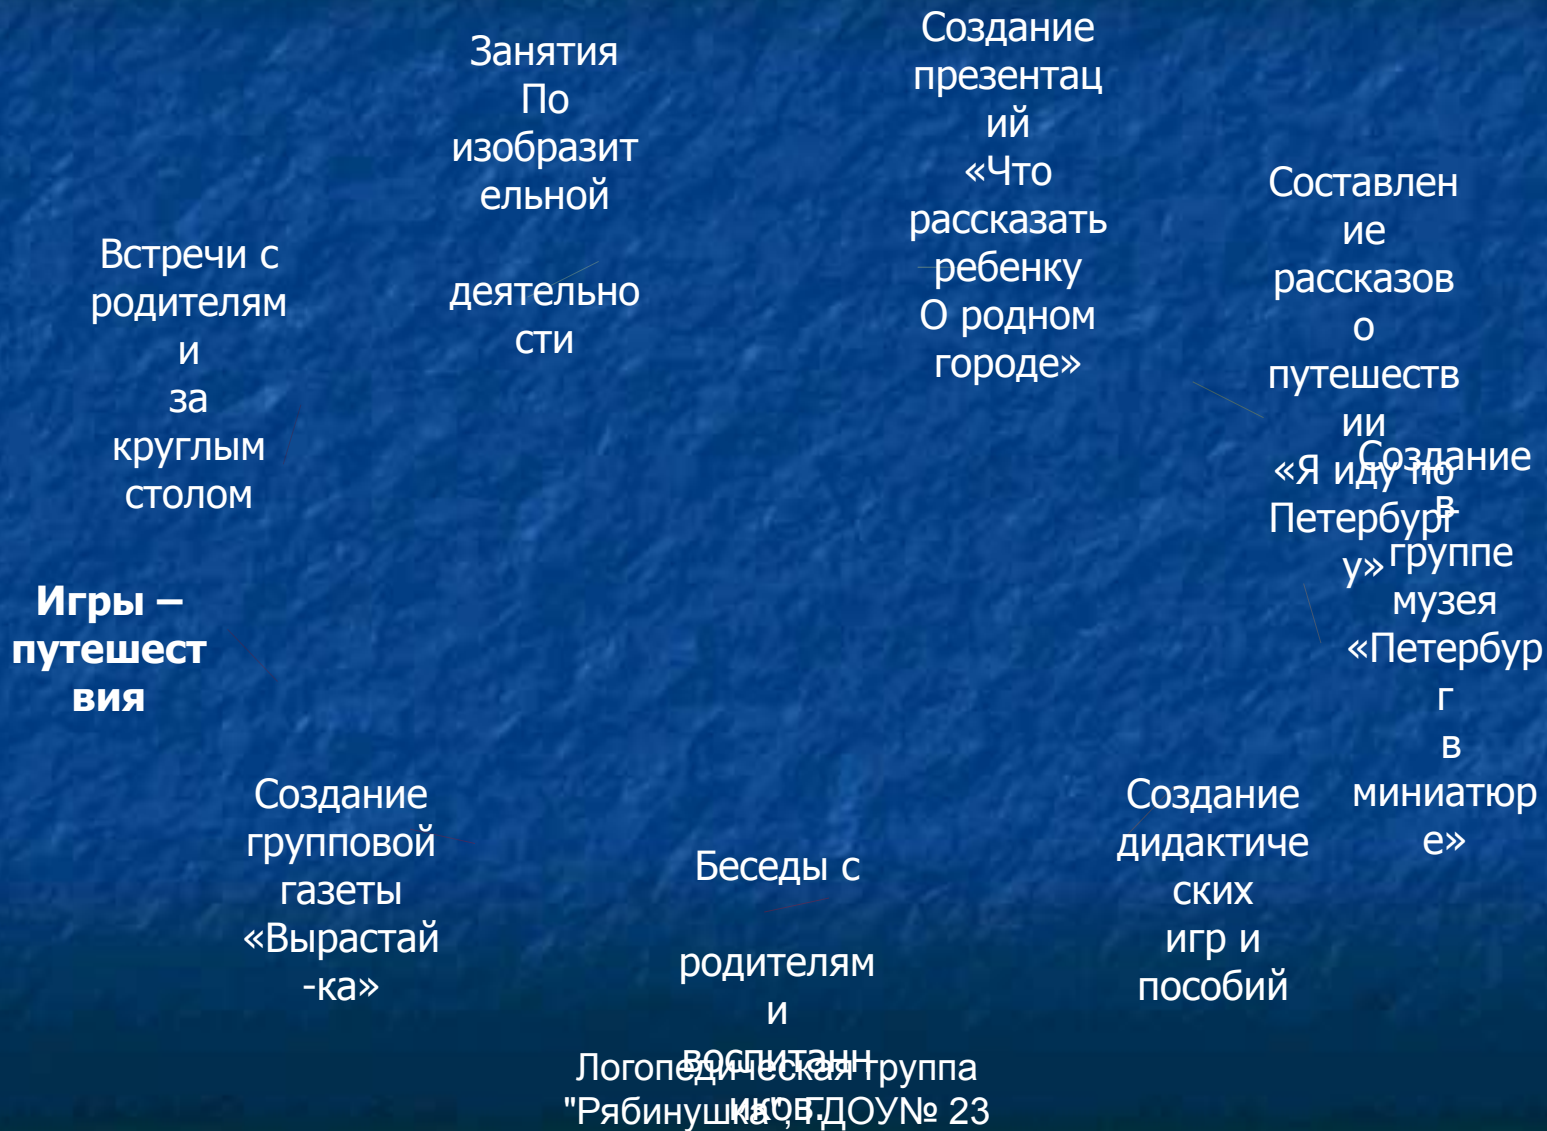 Занятия
По
изобразит
ельной
деятельно
сти
Создание
презентац
ий
«Что
рассказать
ребенку
О родном
городе»
Составлен
ие
рассказов
о
путешеств
ии
«Я иду по
Петербург
у»
Встречи с
родителям
и
за
круглым
столом
Создание
в
группе
музея
«Петербур
г
в
миниатюр
е»
Игры –
путешест
вия
Создание
групповой
газеты
«Вырастай
-ка»
Беседы с
родителям
и
воспитанн
иков.
Создание
дидактиче
ских
игр и
пособий
Логопедическая группа
"Рябинушка", ГДОУ№ 23